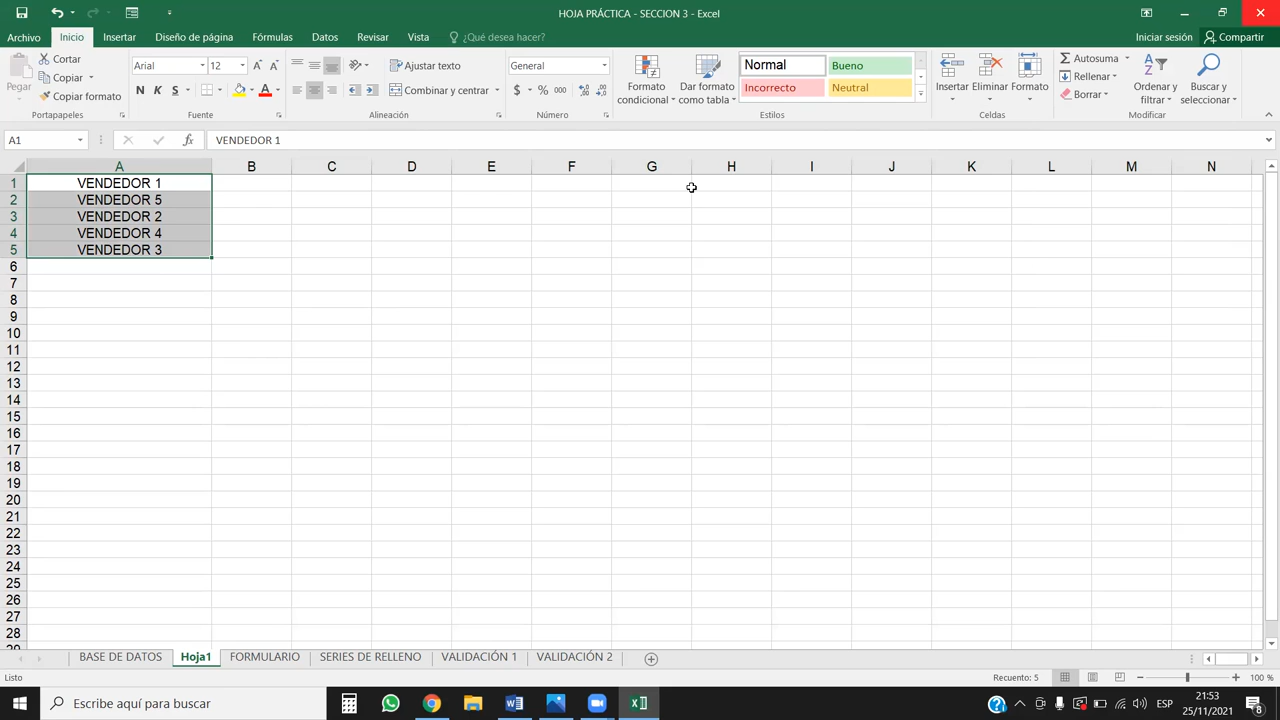 HOJA PRÁCTICA - SECCION 3 - Excel
Archivo Inicio Insertar Diseño de página Fórmulas Datos Revisar Vista ¿Qué desea hacer? Iniciar sesión Compartir
Pegar
Cortar
Copiar
Copiar formato
Portapapeles
Arial 12
N K S
Fuente
Ajustar texto
Combinar y centrar
Alineación
General
$ % 000
Número
Formato condicional
Dar formato como tabla
Normal Bueno
Incorrecto Neutral
Estilos
Insertar Eliminar Formato
Celdas
Autosuma
Rellenar
Borrar
Ordenar y filtrar
Buscar y seleccionar
Modificar
A1 fx VENDEDOR 1
A B C D E F G H I J K L M N
1 VENDEDOR 1
2 VENDEDOR 5
3 VENDEDOR 2
4 VENDEDOR 4
5 VENDEDOR 3
6
7
8
9
10
11
12
13
14
15
16
17
18
19
20
21
22
23
24
25
26
27
28
29
BASE DE DATOS Hoja1 FORMULARIO SERIES DE RELLENO VALIDACIÓN 1 VALIDACIÓN 2
Listo Recuento: 5 100 %
Escribe aquí para buscar
ESP
21:53
25/11/2021
8